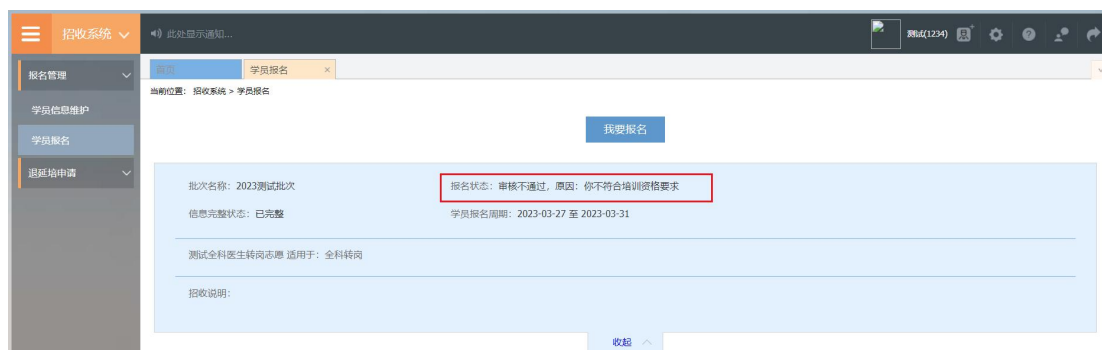 招收系统
此处显示通知...
测试(1234)
报名管理
学员信息维护
学员报名
退延培申请
首页
学员报名 ×
当前位置: 招收系统 > 学员报名
我要报名
批次名称: 2023测试批次
报名状态: 审核不通过, 原因: 你不符合培训资格要求
信息完整状态: 已完整
学员报名周期: 2023-03-27 至 2023-03-31
测试全科医生转岗志愿 适用于: 全科转岗
招收说明:
收起